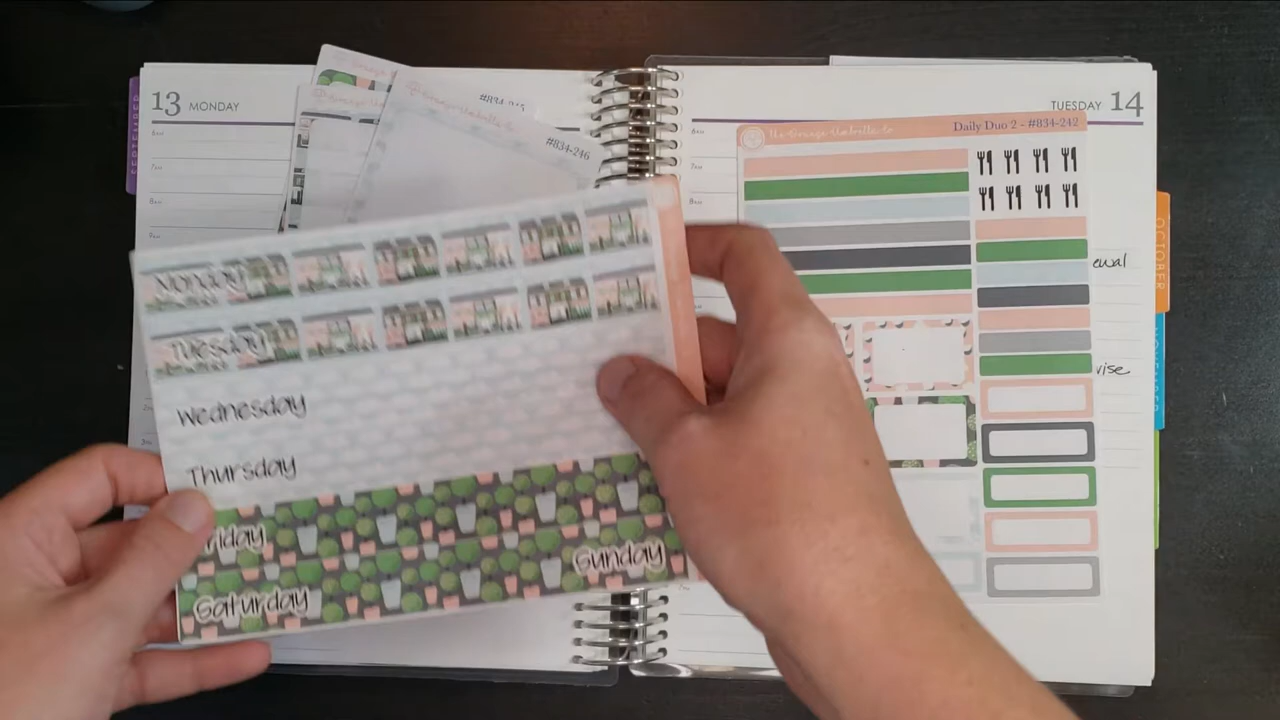 13 MONDAY
SEPTEMBER
#834-246
TUESDAY 14
The Orange Umbrella Co
Daily Duo 2 - #834-242
OCTOBER
Monday
Tuesday
Wednesday
Thursday
Friday
Saturday
Sunday
ewal
vise